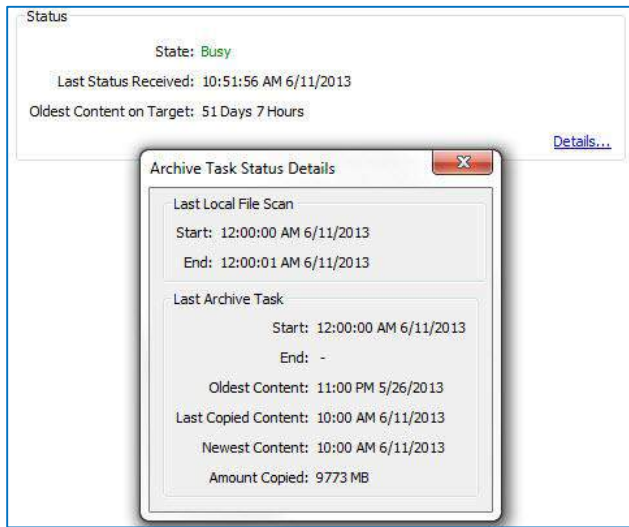 Status
State: Busy
Last Status Received: 10:51:56 AM 6/11/2013
Oldest Content on Target: 51 Days 7 Hours
Details...
Archive Task Status Details
Last Local File Scan
Start: 12:00:00 AM 6/11/2013
End: 12:00:01 AM 6/11/2013
Last Archive Task
Start: 12:00:00 AM 6/11/2013
End: -
Oldest Content: 11:00 PM 5/26/2013
Last Copied Content: 10:00 AM 6/11/2013
Newest Content: 10:00 AM 6/11/2013
Amount Copied: 9773 MB